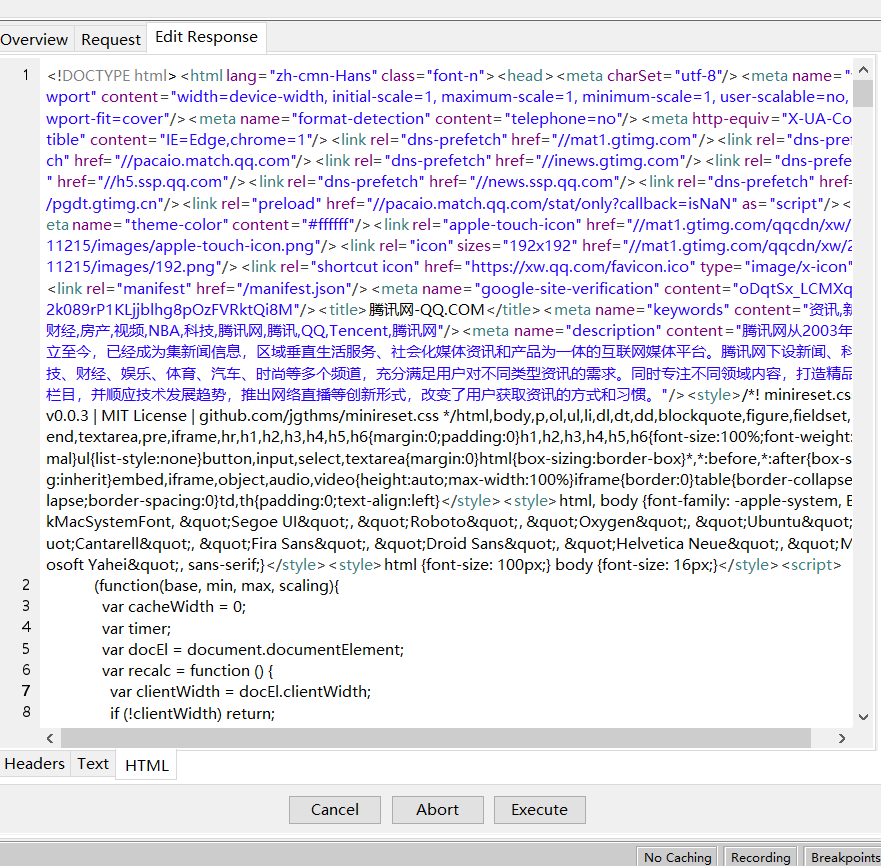 Overview Request Edit Response
1 <!DOCTYPE html><html lang="zh-cmn-Hans" class="font-n"><head><meta charSet="utf-8"/><meta name="
wport" content="width=device-width, initial-scale=1, maximum-scale=1, minimum-scale=1, user-scalable=no,
wport-fit=cover"/><meta name="format-detection" content="telephone=no"/><meta http-equiv="X-UA-Co
tible" content="IE=Edge,chrome=1"/><link rel="dns-prefetch" href="//mat1.gtimg.com"/><link rel="dns-pref
ch" href="//pacaio.match.qq.com"/><link rel="dns-prefetch" href="//inews.gtimg.com"/><link rel="dns-prefe
" href="//h5.ssp.qq.com"/><link rel="dns-prefetch" href="//news.ssp.qq.com"/><link rel="dns-prefetch" href=
/pgdt.gtimg.cn"/><link rel="preload" href="//pacaio.match.qq.com/stat/only?callback=isNaN" as="script"/><
eta name="theme-color" content="#ffffff"/><link rel="apple-touch-icon" href="//mat1.gtimg.com/qqcdn/xw/
11215/images/apple-touch-icon.png"/><link rel="icon" sizes="192x192" href="//mat1.gtimg.com/qqcdn/xw/2
11215/images/192.png"/><link rel="shortcut icon" href="https://xw.qq.com/favicon.ico" type="image/x-icon"
<link rel="manifest" href="/manifest.json"/><meta name="google-site-verification" content="oDqtSx_LCMXq
2k089rP1KLjjblhg8pOzFVRktQi8M"/><title>腾讯网-QQ.COM</title><meta name="keywords" content="资讯,新
财经,房产,视频,NBA,科技,腾讯网,腾讯,QQ,Tencent,腾讯网"/><meta name="description" content="腾讯网从2003年
立至今，已经成为集新闻信息，区域垂直生活服务、社会化媒体资讯和产品为一体的互联网媒体平台。腾讯网下设新闻、科
技、财经、娱乐、体育、汽车、时尚等多个频道，充分满足用户对不同类型资讯的需求。同时专注不同领域内容，打造精品
栏目，并顺应技术发展趋势，推出网络直播等创新形式，改变了用户获取资讯的方式和习惯。"/><style>/*! minireset.cs
v0.0.3 | MIT License | github.com/jgthms/minireset.css */html,body,p,ol,ul,li,dl,dt,dd,blockquote,figure,fieldset,
end,textarea,pre,iframe,hr,h1,h2,h3,h4,h5,h6{margin:0;padding:0}h1,h2,h3,h4,h5,h6{font-size:100%;font-weight:
mal}ul{list-style:none}button,input,select,textarea{margin:0}html{box-sizing:border-box}*,*:before,*:after{box-s
g:inherit}embed,iframe,object,audio,video{height:auto;max-width:100%}iframe{border:0}table{border-collapse
lapse;border-spacing:0}td,th{padding:0;text-align:left}</style><style>html, body {font-family: -apple-system, B
kMacSystemFont, &quot;Segoe UI&quot;, &quot;Roboto&quot;, &quot;Oxygen&quot;, &quot;Ubuntu&quot;
uot;Cantarell&quot;, &quot;Fira Sans&quot;, &quot;Droid Sans&quot;, &quot;Helvetica Neue&quot;, &quot;M
osoft Yahei&quot;, sans-serif;}</style><style>html {font-size: 100px;} body {font-size: 16px;}</style><script>
2 (function(base, min, max, scaling){
3 var cacheWidth = 0;
4 var timer;
5 var docEl = document.documentElement;
6 var recalc = function () {
7 var clientWidth = docEl.clientWidth;
8 if (!clientWidth) return;
Headers Text HTML
Cancel Abort Execute
No Caching Recording Breakpoints